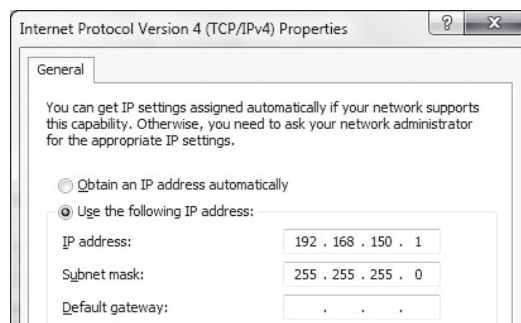 Internet Protocol Version 4 (TCP/IPv4) Properties
? X
General
You can get IP settings assigned automatically if your network supports
this capability. Otherwise, you need to ask your network administrator
for the appropriate IP settings.
Obtain an IP address automatically
Use the following IP address:
IP address: 192 . 168 . 150 . 1
Subnet mask: 255 . 255 . 255 . 0
Default gateway: . . .